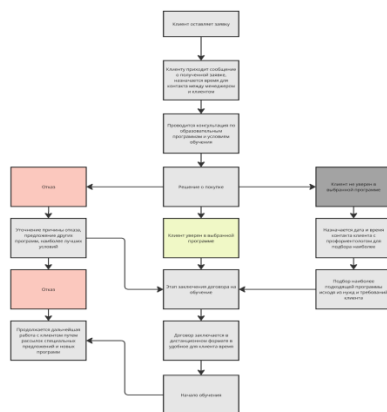 Клиент оставляет заявку
Клиенту приходит сообщение
о полученной заявке,
назначается время для
контакта между менеджером
и клиентом
Проводится консультация по
образовательным
программам и условиям
обучения
Отказ
Решение о покупке
Клиент не уверен в
выбранной программе
Уточнение причины отказа,
предложение других
программ, наиболее лучших
условий
Клиент уверен в выбранной
программе
Назначается дата и время
контакта клиента с
для
подбора наиболее
Отказ
Этап заключения договора на
обучение
Подбор наиболее
подходящей программы
исходя из нужд и требований
клиента
Продолжается дальнейшая
работа с клиентом путем
рассылок специальных
предложений и новых
программ
Договор заключается в
дистанционном формате в
удобное для клиента время
Начало обучения